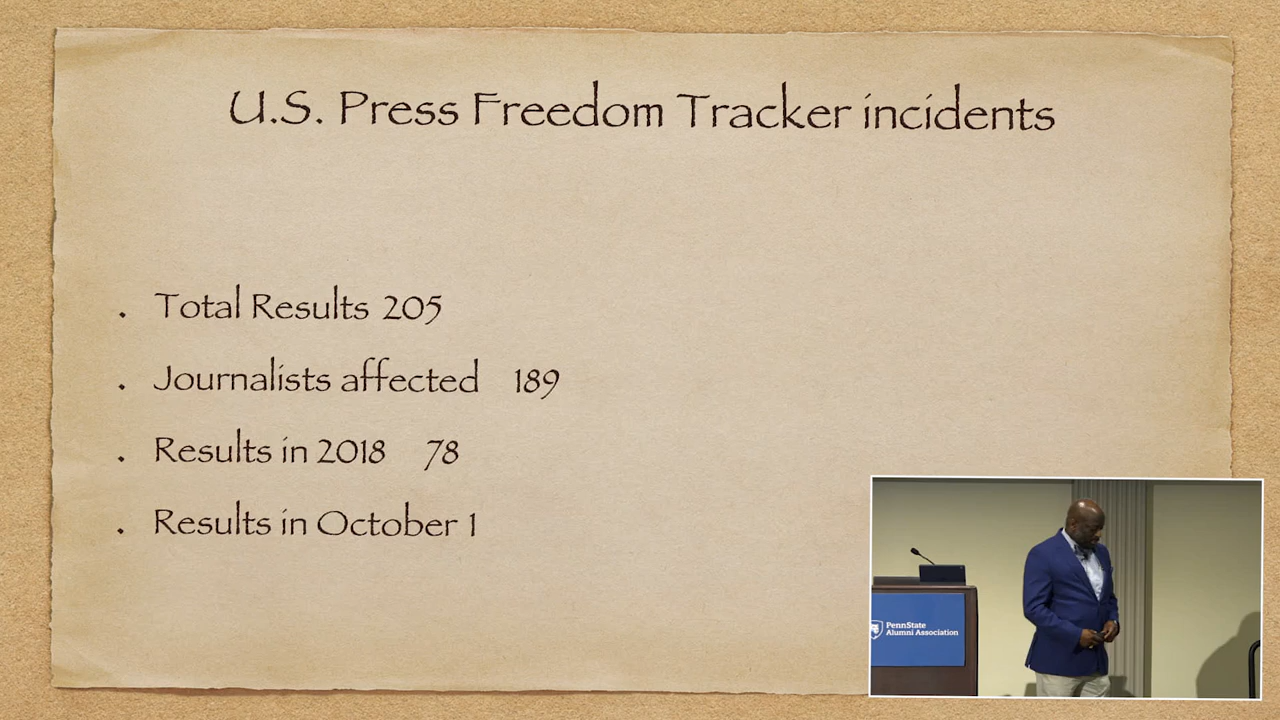 U.S. Press Freedom Tracker incidents
. Total Results 205
. Journalists affected 189
. Results in 2018 78
. Results in October 1
PennState
Alumni Association